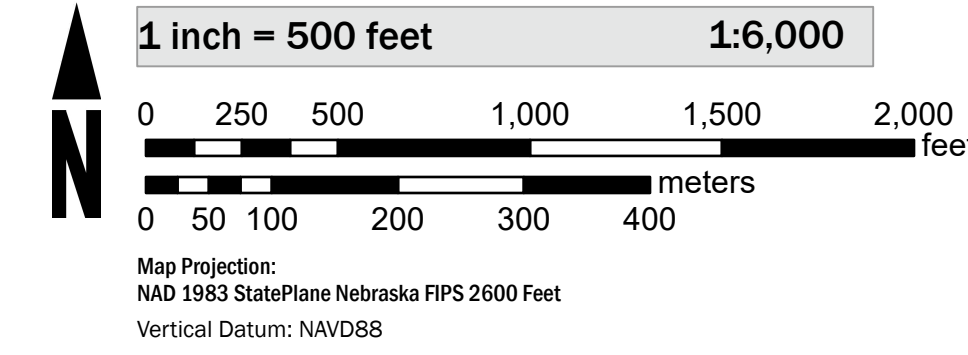 1 inch = 500 feet 1:6,000
0 250 500 1,000 1,500 2,000
feet
meters
0 50 100 200 300 400
N
Map Projection:
NAD 1983 StatePlane Nebraska FIPS 2600 Feet
Vertical Datum: NAVD88